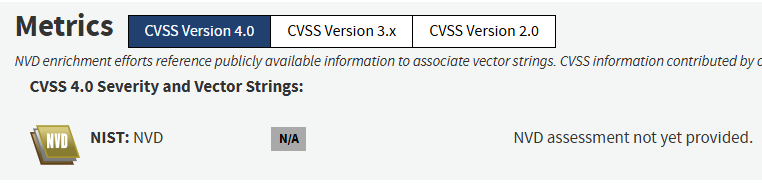 Metrics
CVSS Version 4.0 CVSS Version 3.x CVSS Version 2.0
NVD enrichment efforts reference publicly available information to associate vector strings. CVSS information contributed by
CVSS 4.0 Severity and Vector Strings:
NVD NIST: NVD N/A NVD assessment not yet provided.